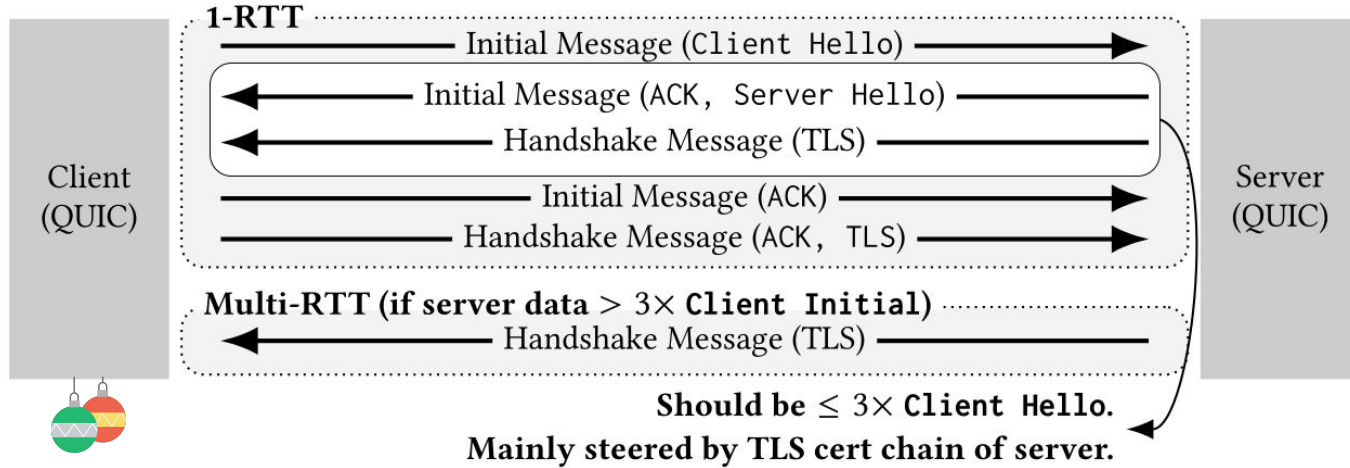 1-RTT
Initial Message (Client Hello)
Initial Message (ACK, Server Hello)
Handshake Message (TLS)
Initial Message (ACK)
Handshake Message (ACK, TLS)
Client
(QUIC)
Server
(QUIC)
Multi-RTT (if server data > 3× Client Initial)
Handshake Message (TLS)
Should be ≤ 3× Client Hello.
Mainly steered by TLS cert chain of server.